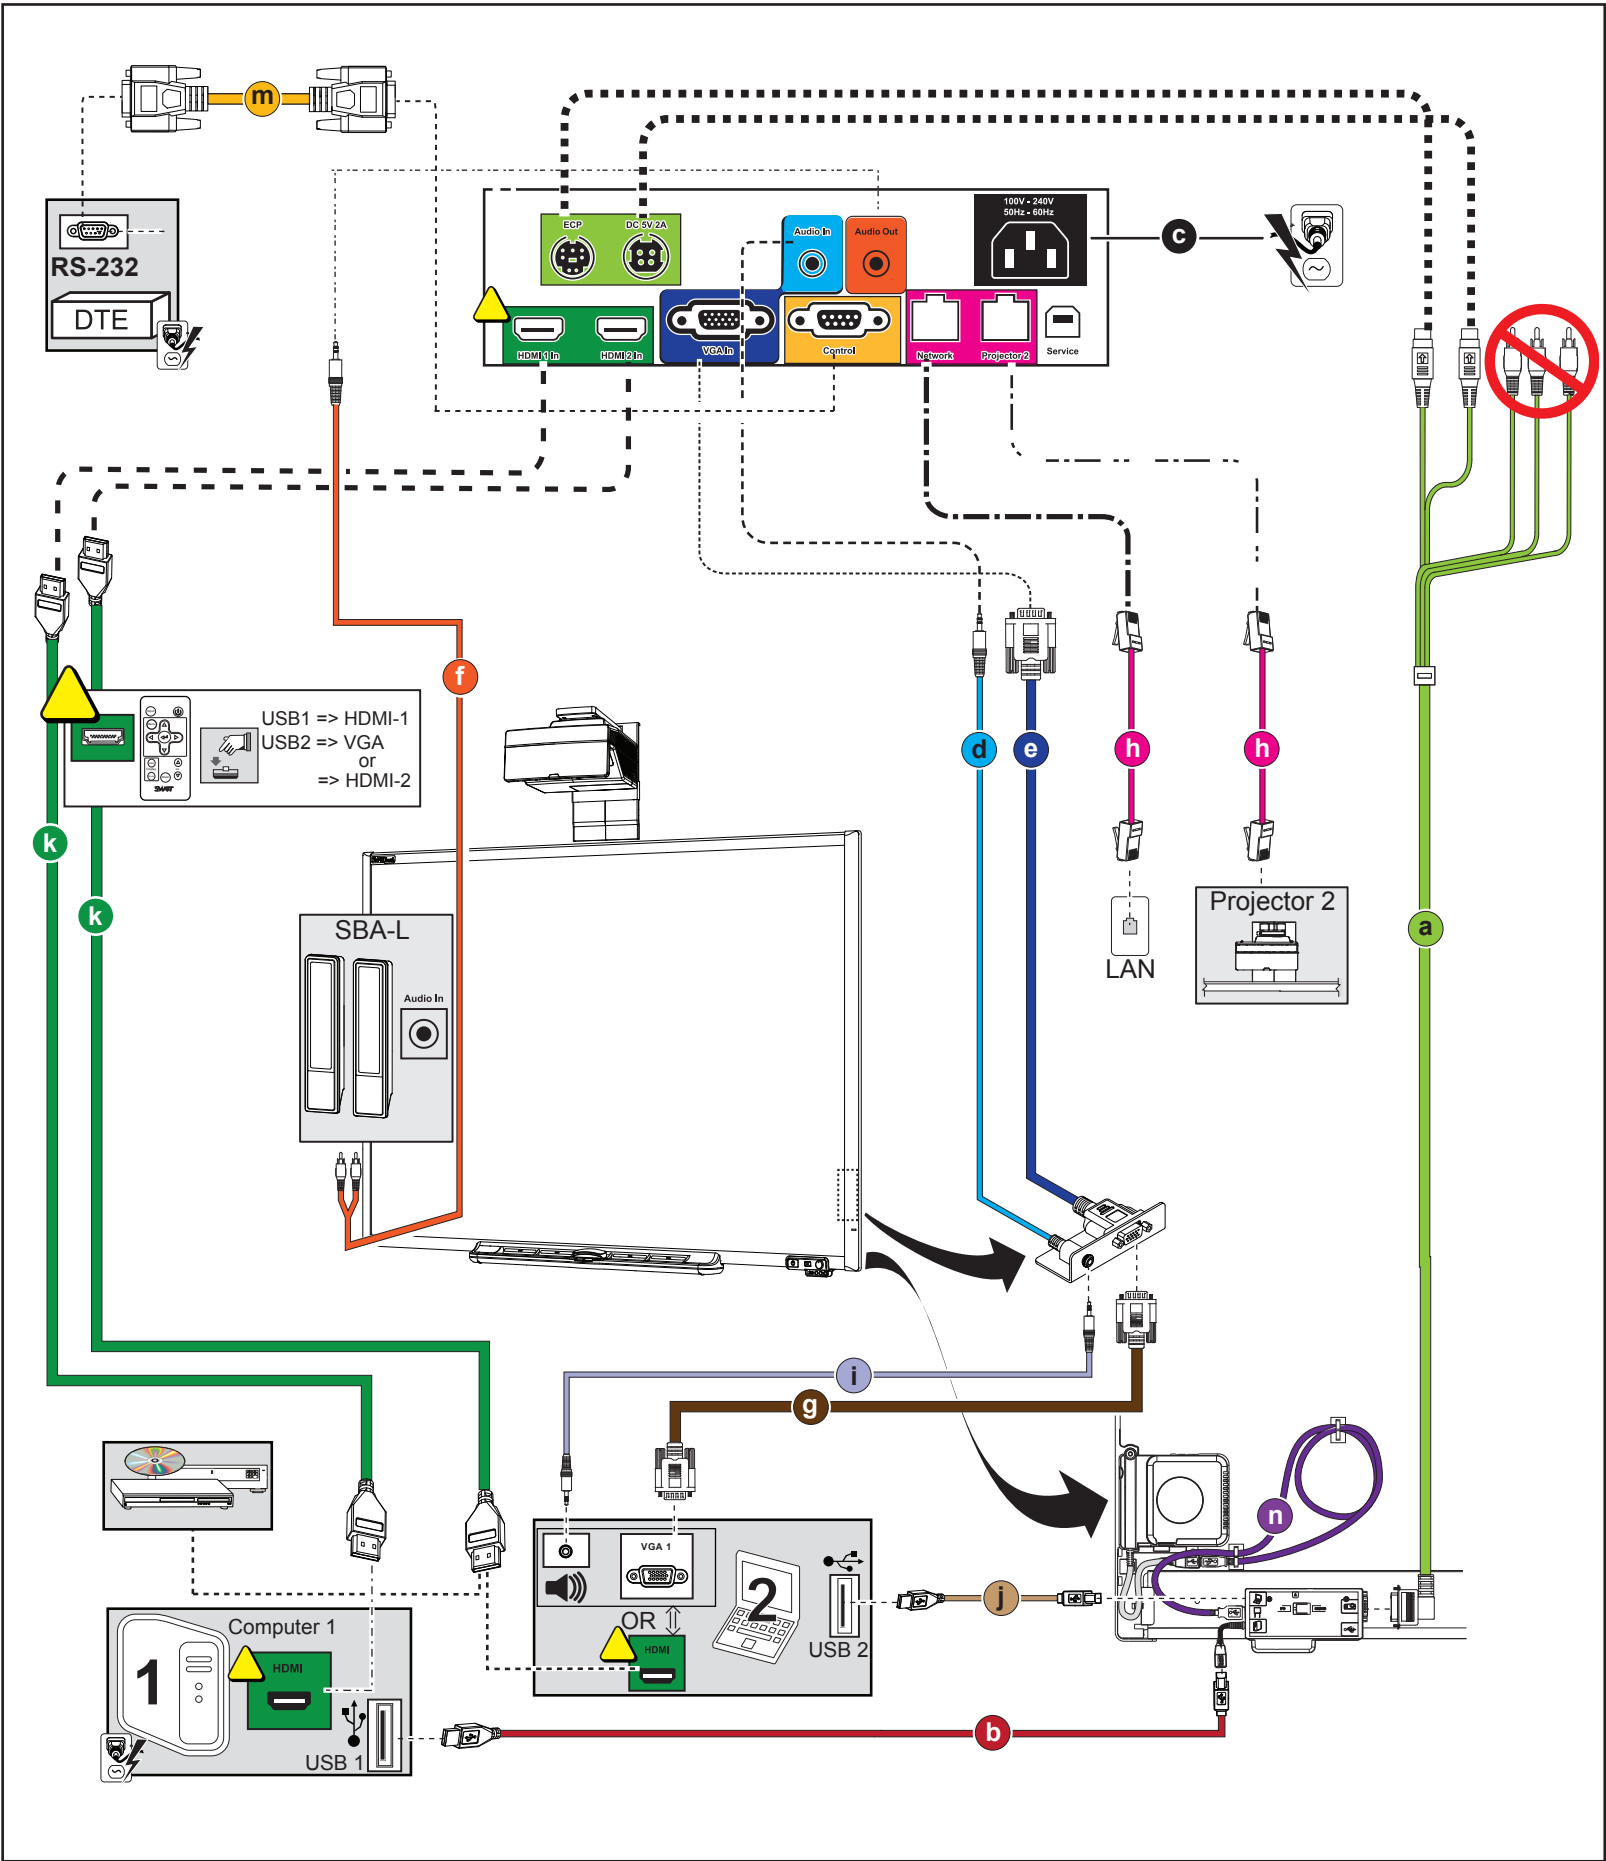 m
RS-232
DTE
ECP
DC 5V 2A
Audio In
Audio Out
100V - 240V
50Hz - 60Hz
c
HDMI 1 In
HDMI 2 In
VGA In
Control
Network
Projector 2
Service
f
USB1 => HDMI-1
USB2 => VGA
or
=> HDMI-2
SMART
d
e
h
h
k
k
a
SBA-L
Audio In
LAN
Projector 2
i
g
n
VGA 1
OR
HDMI
2
USB 2
j
Computer 1
1
HDMI
USB 1
b